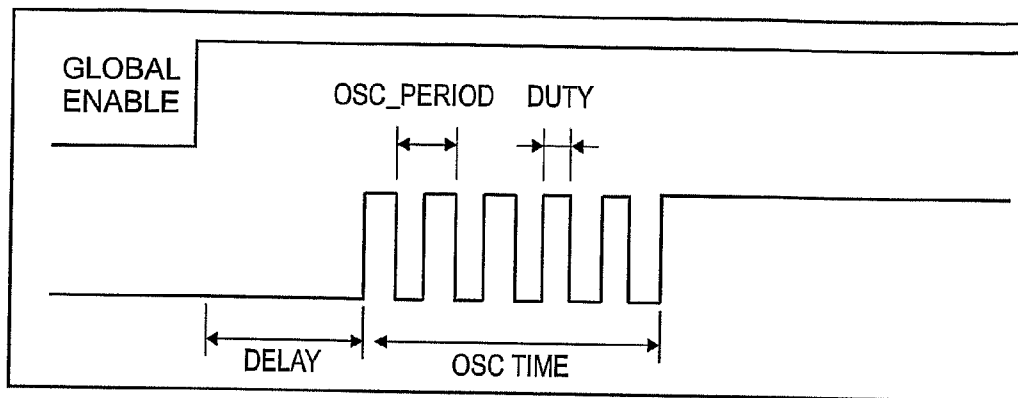 GLOBAL
ENABLE
OSC_PERIOD
DUTY
DELAY
OSC TIME